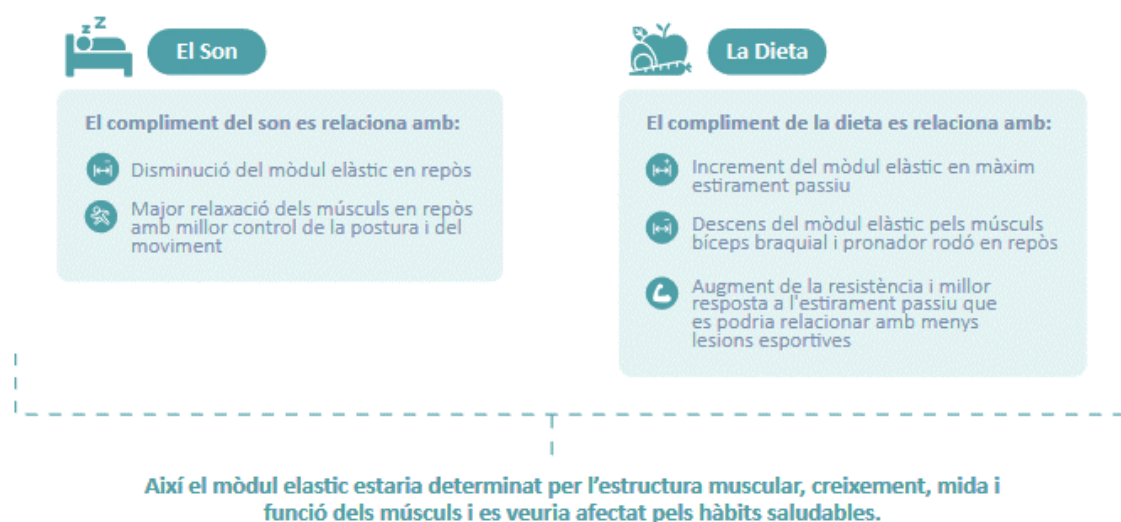 z z Z
El Son
El compliment del son es relaciona amb:
Disminució del mòdul elàstic en repòs
Major relaxació dels músculs en repòs
amb millor control de la postura i del
moviment
La Dieta
El compliment de la dieta es relaciona amb:
Increment del mòdul elàstic en màxim
estirament passiu
Descens del mòdul elàstic pels músculs
bíceps braquial i pronador rodó en repòs
Augment de la resistència i millor
resposta a l'estirament passiu que
es podria relacionar amb menys
lesions esportives
Així el mòdul elastic estaria determinat per l’estructura muscular, creixement, mida i
funció dels músculs i es veuria afectat pels hàbits saludables.